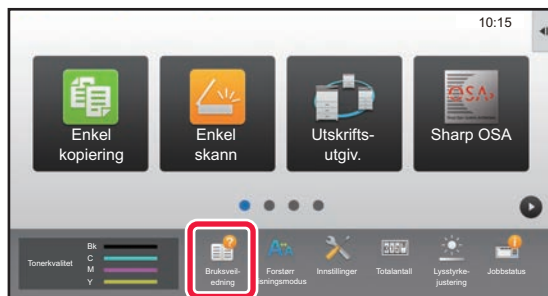 10:15
Enkel
kopiering
Enkel
skann
Utskrifts-
utgiv.
Sharp OSA
Tonerkvalitet
Bk
C
M
Y
Bruksveil-
edning
Forstørr
sningsmodus
Innstillinger
Totalantall
Lysstyrke-
justering
Jobbstatus